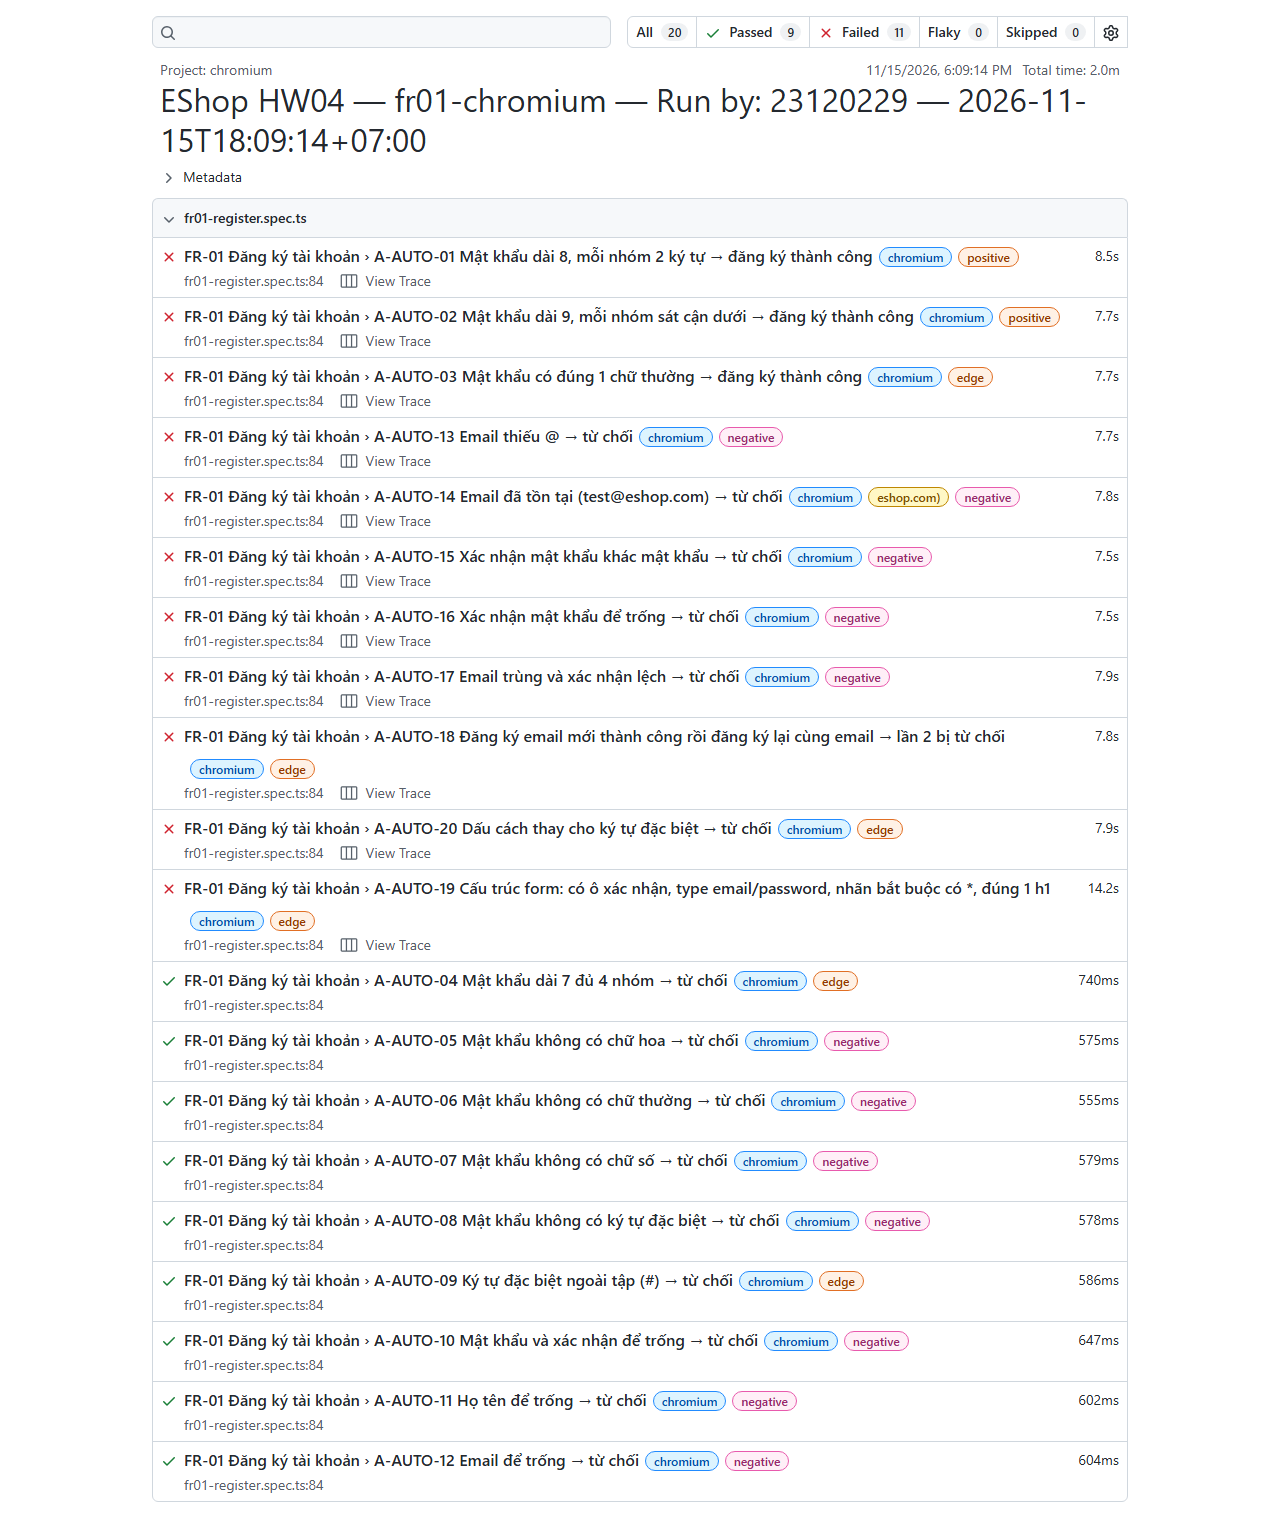 All 20 Passed 9 Failed 11 Flaky 0 Skipped 0
Project: chromium 11/15/2026, 6:09:14 PM Total time: 2.0m
EShop HW04 — fr01-chromium — Run by: 23120229 — 2026-11-
15T18:09:14+07:00
Metadata
fr01-register.spec.ts
FR-01 Đăng ký tài khoản › A-AUTO-01 Mật khẩu dài 8, mỗi nhóm 2 ký tự → đăng ký thành công chromium positive 8.5s
fr01-register.spec.ts:84 View Trace
FR-01 Đăng ký tài khoản › A-AUTO-02 Mật khẩu dài 9, mỗi nhóm sát cận dưới → đăng ký thành công chromium positive 7.7s
fr01-register.spec.ts:84 View Trace
FR-01 Đăng ký tài khoản › A-AUTO-03 Mật khẩu có đúng 1 chữ thường → đăng ký thành công chromium edge 7.7s
fr01-register.spec.ts:84 View Trace
FR-01 Đăng ký tài khoản › A-AUTO-13 Email thiếu @ → từ chối chromium negative 7.7s
fr01-register.spec.ts:84 View Trace
FR-01 Đăng ký tài khoản › A-AUTO-14 Email đã tồn tại (test@eshop.com) → từ chối chromium eshop.com) negative 7.8s
fr01-register.spec.ts:84 View Trace
FR-01 Đăng ký tài khoản › A-AUTO-15 Xác nhận mật khẩu khác mật khẩu → từ chối chromium negative 7.5s
fr01-register.spec.ts:84 View Trace
FR-01 Đăng ký tài khoản › A-AUTO-16 Xác nhận mật khẩu để trống → từ chối chromium negative 7.5s
fr01-register.spec.ts:84 View Trace
FR-01 Đăng ký tài khoản › A-AUTO-17 Email trùng và xác nhận lệch → từ chối chromium negative 7.9s
fr01-register.spec.ts:84 View Trace
FR-01 Đăng ký tài khoản › A-AUTO-18 Đăng ký email mới thành công rồi đăng ký lại cùng email → lần 2 bị từ chối 7.8s
chromium edge
fr01-register.spec.ts:84 View Trace
FR-01 Đăng ký tài khoản › A-AUTO-20 Dấu cách thay cho ký tự đặc biệt → từ chối chromium edge 7.9s
fr01-register.spec.ts:84 View Trace
FR-01 Đăng ký tài khoản › A-AUTO-19 Cấu trúc form: có ô xác nhận, type email/password, nhãn bắt buộc có *, đúng 1 h1 14.2s
chromium edge
fr01-register.spec.ts:84 View Trace
FR-01 Đăng ký tài khoản › A-AUTO-04 Mật khẩu dài 7 đủ 4 nhóm → từ chối chromium edge 740ms
fr01-register.spec.ts:84
FR-01 Đăng ký tài khoản › A-AUTO-05 Mật khẩu không có chữ hoa → từ chối chromium negative 575ms
fr01-register.spec.ts:84
FR-01 Đăng ký tài khoản › A-AUTO-06 Mật khẩu không có chữ thường → từ chối chromium negative 555ms
fr01-register.spec.ts:84
FR-01 Đăng ký tài khoản › A-AUTO-07 Mật khẩu không có chữ số → từ chối chromium negative 579ms
fr01-register.spec.ts:84
FR-01 Đăng ký tài khoản › A-AUTO-08 Mật khẩu không có ký tự đặc biệt → từ chối chromium negative 578ms
fr01-register.spec.ts:84
FR-01 Đăng ký tài khoản › A-AUTO-09 Ký tự đặc biệt ngoài tập (#) → từ chối chromium edge 586ms
fr01-register.spec.ts:84
FR-01 Đăng ký tài khoản › A-AUTO-10 Mật khẩu và xác nhận để trống → từ chối chromium negative 647ms
fr01-register.spec.ts:84
FR-01 Đăng ký tài khoản › A-AUTO-11 Họ tên để trống → từ chối chromium negative 602ms
fr01-register.spec.ts:84
FR-01 Đăng ký tài khoản › A-AUTO-12 Email để trống → từ chối chromium negative 604ms
fr01-register.spec.ts:84